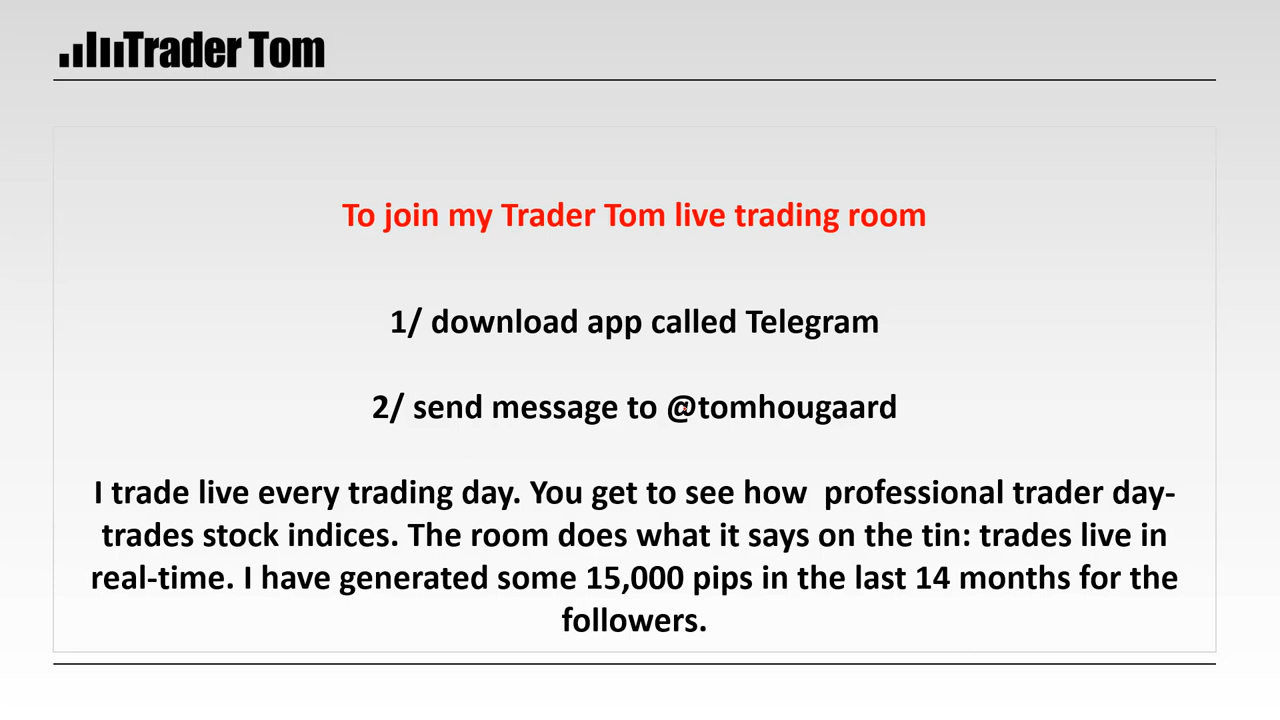 Trader Tom
To join my Trader Tom live trading room
1/ download app called Telegram
2/ send message to @tomhougaard
I trade live every trading day. You get to see how  professional trader day-
trades stock indices. The room does what it says on the tin: trades live in
real-time. I have generated some 15,000 pips in the last 14 months for the
followers.